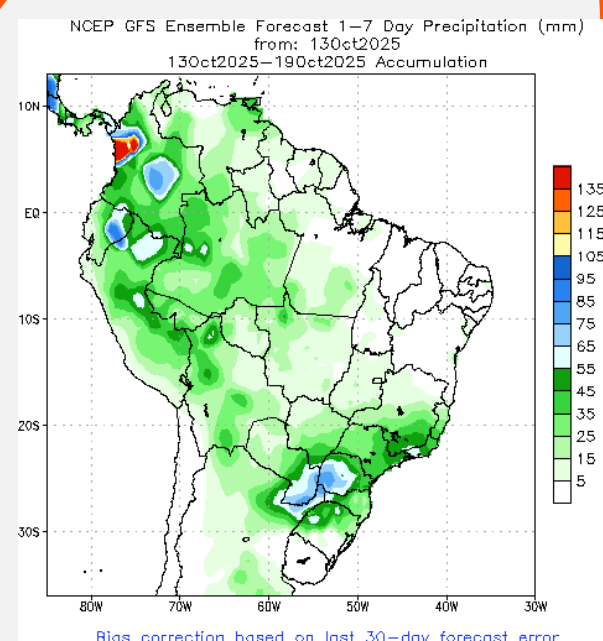 NCEP GFS Ensemble Forecast 1–7 Day Precipitation (mm)
from: 13Oct2025
13Oct2025–19Oct2025 Accumulation
10N
EQ
10S
20S
30S
80W
70W
60W
50W
40W
30W
135
125
115
105
95
85
75
65
55
45
35
25
15
5
Bias correction based on last 30–day forecast error